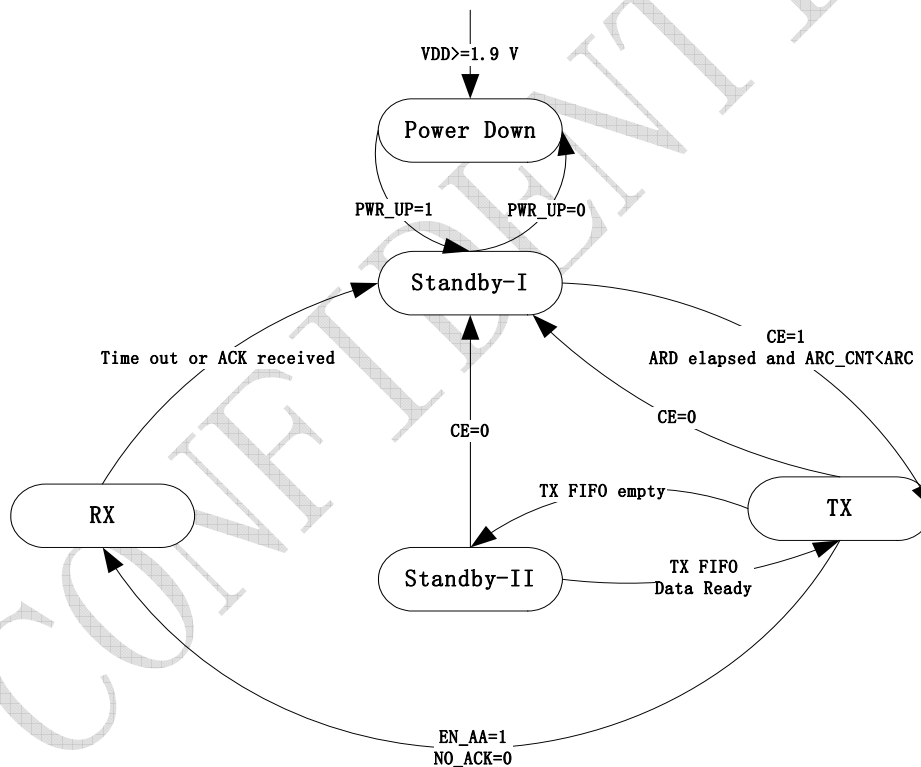 VDD>=1.9 V
Power Down
PWR_UP=1
PWR_UP=0
Standby-I
CE=1
ARD elapsed and ARC_CNT<ARC
Time out or ACK received
CE=0
CE=0
TX FIFO empty
RX
TX
Standby-II
TX FIFO
Data Ready
EN_AA=1
NO_ACK=0
CONFIDENTI